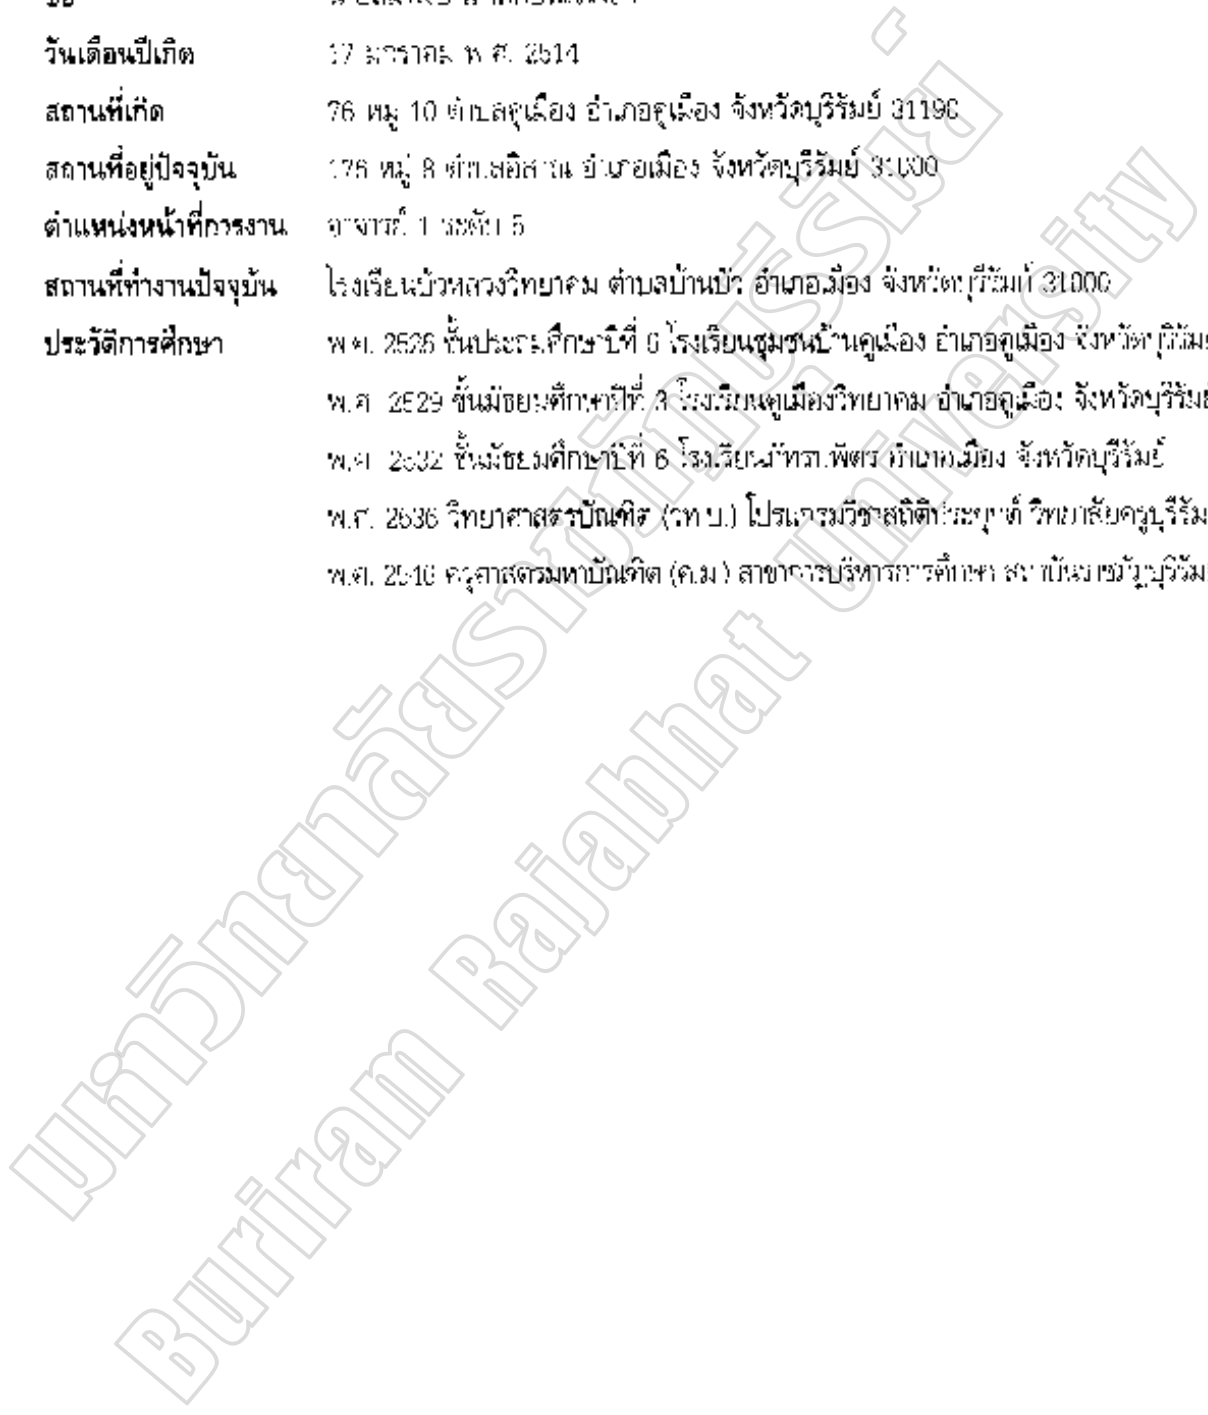 วันเดือนปีเกิด 17 มกราคม พ.ศ. 2514
สถานที่เกิด 76 หมู่ 10 ตำบลคูเมือง อำเภอคูเมือง จังหวัดบุรีรัมย์ 31190
สถานที่อยู่ปัจจุบัน 176 หมู่ 8 ตำบลอิสาณ อำเภอเมือง จังหวัดบุรีรัมย์ 31000
ตำแหน่งหน้าที่การงาน อาจารย์ 1 ระดับ 5
สถานที่ทำงานปัจจุบัน โรงเรียนบัวหลวงวิทยาคม ตำบลบ้านบัว อำเภอเมือง จังหวัดบุรีรัมย์ 31000
ประวัติการศึกษา พ.ศ. 2526 ชั้นประถมศึกษาปีที่ 6 โรงเรียนชุมชนบ้านคูเมือง อำเภอคูเมือง จังหวัดบุรีรัมย์
พ.ศ. 2529 ชั้นมัธยมศึกษาปีที่ 3 โรงเรียนคูเมืองวิทยาคม อำเภอคูเมือง จังหวัดบุรีรัมย์
พ.ศ. 2532 ชั้นมัธยมศึกษาปีที่ 6 โรงเรียนภัทรบพิตร อำเภอเมือง จังหวัดบุรีรัมย์
พ.ศ. 2536 วิทยาศาสตรบัณฑิต (วท.บ.) โปรแกรมวิชาสถิติประยุกต์ วิทยาลัยครูบุรีรัม
พ.ศ. 2546 ครุศาสตรมหาบัณฑิต (ค.ม.) สาขาการบริหารการศึกษา สถาบันราชภัฏบุรีรัม
มหาวิทยาลัยราชภัฏบุรีรัมย์
Buriram Rajabhat University